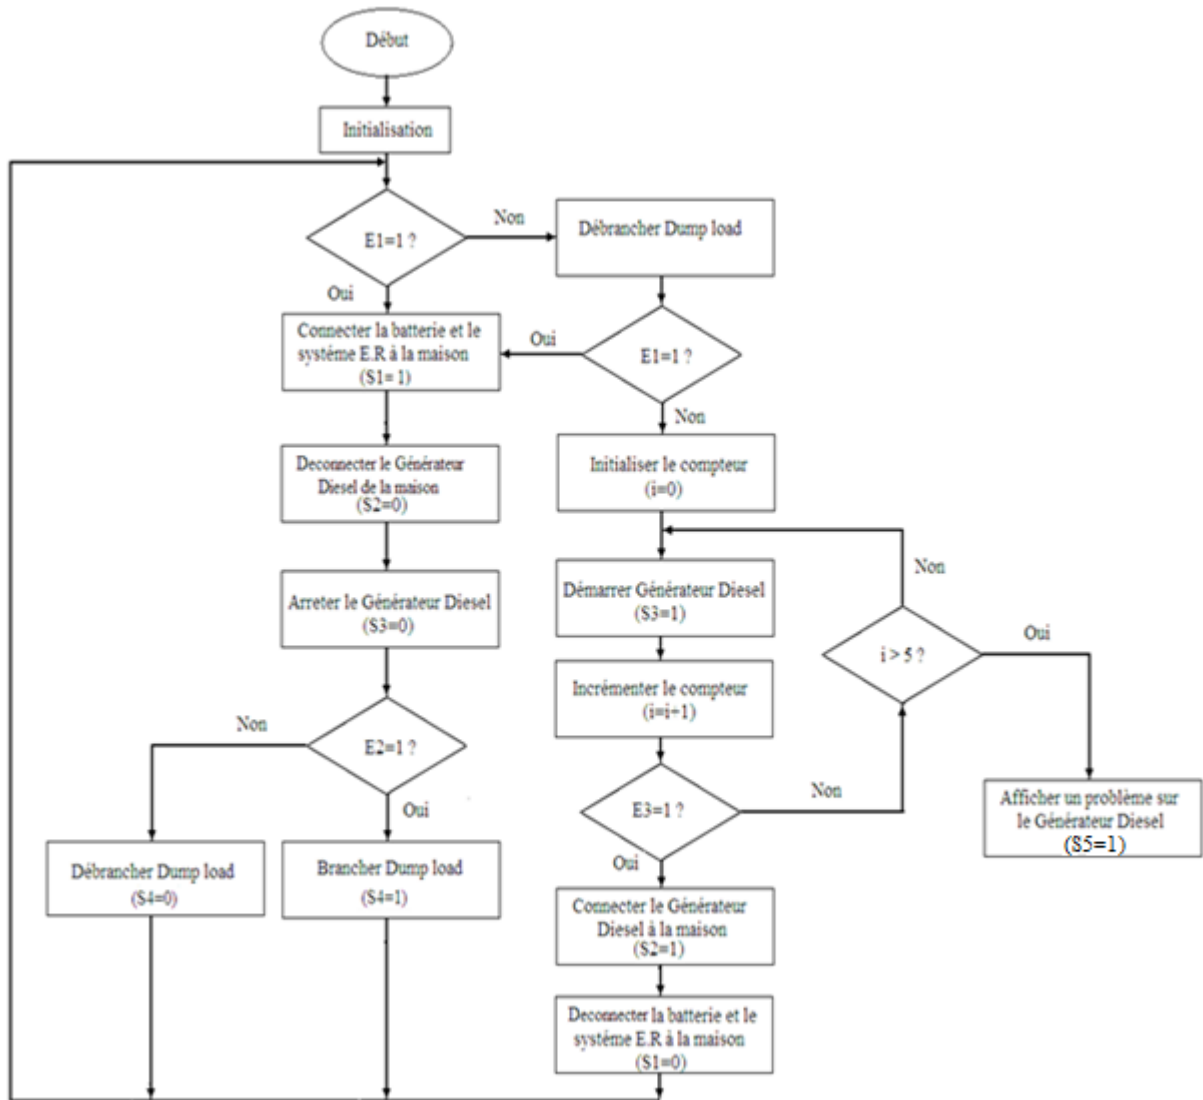 Début
Initialisation
E1=1 ?
Non
Débrancher Dump load
Oui
Connecter la batterie et le
système E.R à la maison
(S1= 1)
Oui
E1=1 ?
Non
Deconnecter le Générateur
Diesel de la maison
(S2=0)
Initialiser le compteur
(i=0)
Arreter le Générateur Diesel
(S3=0)
Démarrer Générateur Diesel
(S3=1)
Non
i > 5 ?
Oui
Incrémenter le compteur
(i=i+1)
Non
E2=1 ?
Oui
E3=1 ?
Non
Afficher un problème sur
le Générateur Diesel
(S5=1)
Débrancher Dump load
(S4=0)
Brancher Dump load
(S4=1)
Oui
Connecter le Générateur
Diesel à la maison
(S2=1)
Deconnecter la batterie et le
système E.R à la maison
(S1=0)